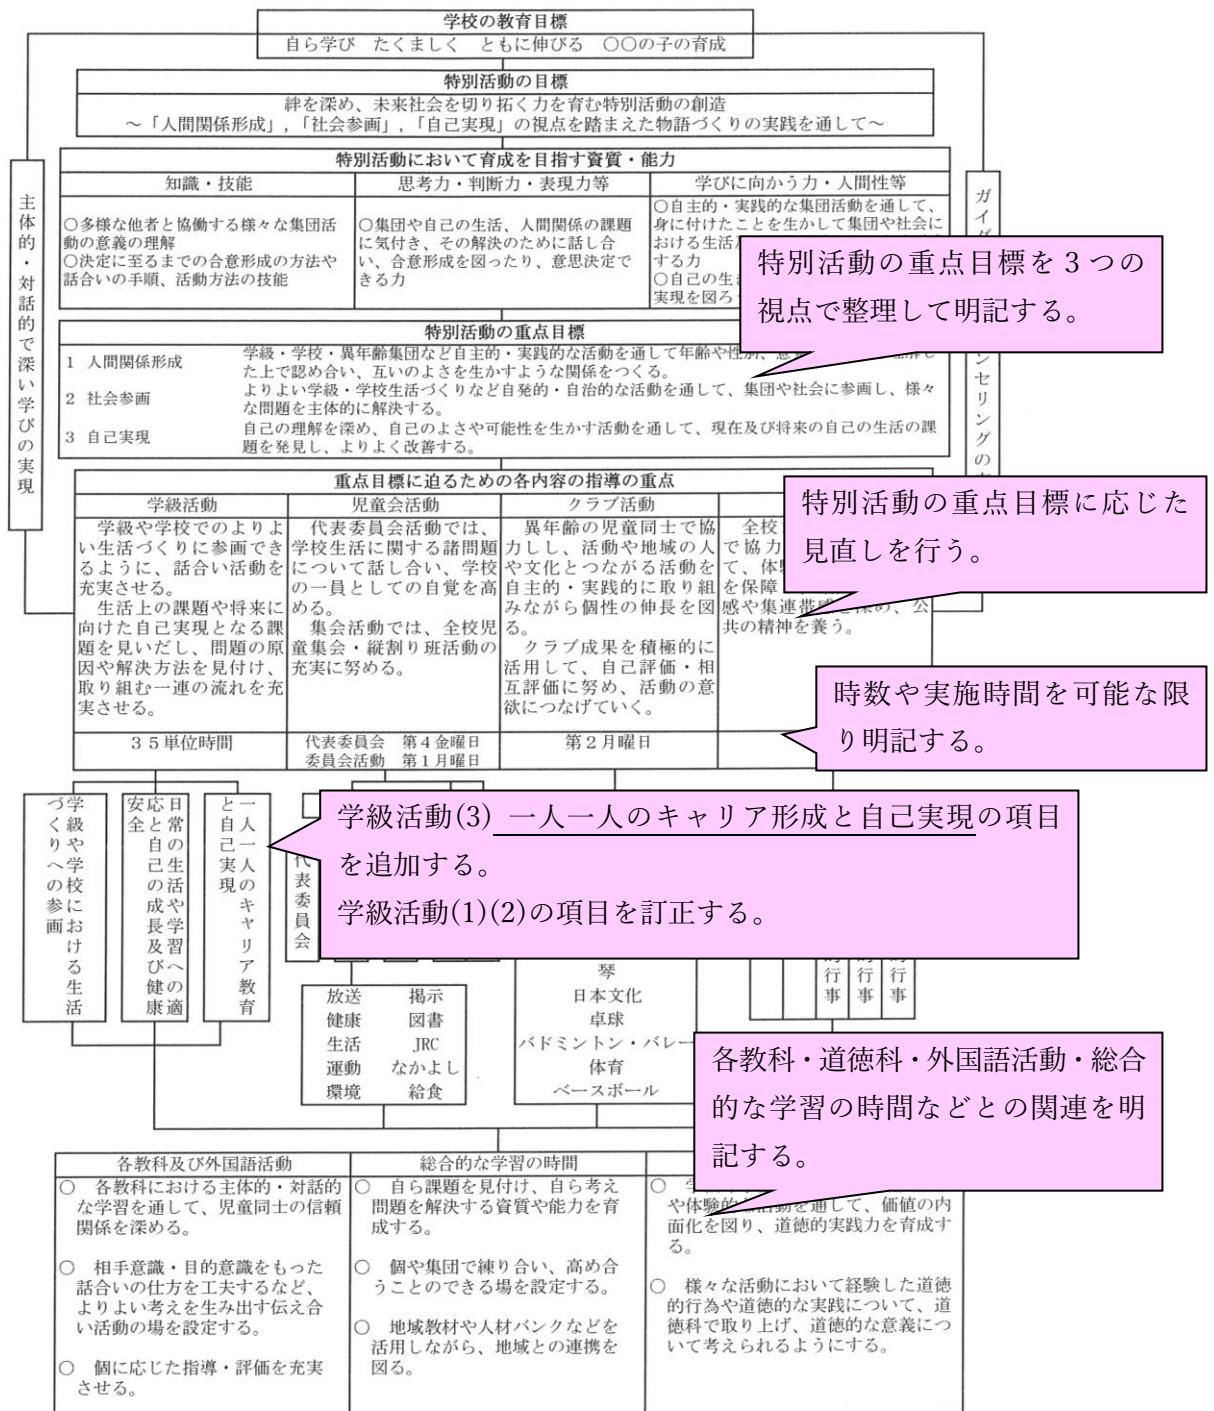 学校の教育目標
自ら学び　たくましく　ともに伸びる　○○の子の育成
特別活動の目標
絆を深め、未来社会を切り拓く力を育む特別活動の創造
～「人間関係形成」，「社会参画」，「自己実現」の視点を踏まえた物語づくりの実践を通して～
主体的・対話的で深い学びの実現
特別活動において育成を目指す資質・能力
知識・技能
○多様な他者と協働する様々な集団活
動の意義の理解
○決定に至るまでの合意形成の方法や
話合いの手順、活動方法の技能
思考力・判断力・表現力等
○集団や自己の生活、人間関係の課題
に気付き、その解決のために話し合
い、合意形成を図ったり、意思決定で
きる力
学びに向かう力・人間性等
○自主的・実践的な集団活動を通して、
身に付けたことを生かして集団や社会に
おける生活
する力
○自己の生き
実現を図ろ
ガイダ
ンセリングの
特別活動の重点目標を３つの
視点で整理して明記する。
特別活動の重点目標
1　人間関係形成
学級・学校・異年齢集団など自主的・実践的な活動を通して年齢や性別、
た上で認め合い、互いのよさを生かすような関係をつくる。
2　社会参画
よりよい学級・学校生活づくりなど自発的・自治的な活動を通して、集団や社会に参画し、様々
な問題を主体的に解決する。
3　自己実現
自己の理解を深め、自己のよさや可能性を生かす活動を通して、現在及び将来の自己の生活の課
題を発見し、よりよく改善する。
重点目標に迫るための各内容の指導の重点
学級活動
学級や学校でのよりよ
い生活づくりに参画でき
るように、話合い活動を
充実させる。
生活上の課題や将来に
向けた自己実現となる課
題を見いだし、問題の原
因や解決方法を見付け、
取り組む一連の流れを充
実させる。
３５単位時間
児童会活動
代表委員会活動では、
学校生活に関する諸問題
について話し合い、学校
の一員としての自覚を高
める。
集会活動では、全校児
童集会・縦割り班活動の
充実に努める。
代表委員会　第４金曜日
委員会活動　第１月曜日
クラブ活動
異年齢の児童同士で協
力しし、活動や地域の人
や文化とつながる活動を
自主的・実践的に取り組
みながら個性の伸長を図
る。
クラブ成果を積極的に
活用して、自己評価・相
互評価に努め、活動の意
欲につなげていく。
第２月曜日
全校
で協力
て、体験
を保障
感や集連帯感を深め、公
共の精神を養う。
特別活動の重点目標に応じた
見直しを行う。
時数や実施時間を可能な限
り明記する。
学級や学校における生活
づくりへの参画
日常の生活や学習への適
応と自己の成長及び健康
安全
一人一人のキャリア教育
と自己実現
学級活動(3) 一人一人のキャリア形成と自己実現の項目
を追加する。
学級活動(1)(2)の項目を訂正する。
代表委員会
放送　掲示
健康　図書
生活　JRC
運動　なかよし
環境　給食
琴
日本文化
卓球
バドミントン・バレー
体育
ベースボール
行事
行事
行事
各教科・道徳科・外国語活動・総合
的な学習の時間などとの関連を明
記する。
各教科及び外国語活動
○　各教科における主体的・対話的
な学習を通して、児童同士の信頼
関係を深める。
○　相手意識・目的意識をもった
話合いの仕方を工夫するなど、
よりよい考えを生み出す伝え合
い活動の場を設定する。
○　個に応じた指導・評価を充実
させる。
総合的な学習の時間
○　自ら課題を見付け、自ら考え
問題を解決する資質や能力を育
成する。
○　個や集団で練り合い、高め合
うことのできる場を設定する。
○　地域教材や人材バンクなどを
活用しながら、地域との連携を
図る。
○
や体験的な活動を通して、価値の内
面化を図り、道徳的実践力を育成す
る。
○　様々な活動において経験した道徳
的行為や道徳的な実践について、道
徳科で取り上げ、道徳的な意義につ
いて考えられるようにする。